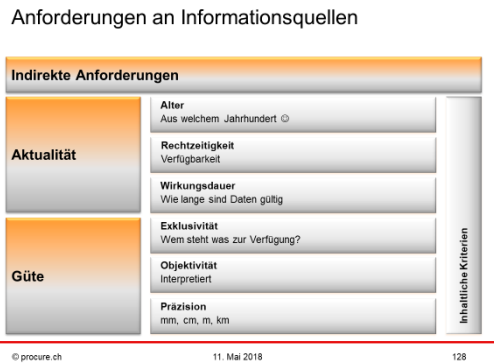 Anforderungen an Informationsquellen
Indirekte Anforderungen
Aktualität
Alter
Aus welchem Jahrhundert ☺
Rechtzeitigkeit
Verfügbarkeit
Wirkungsdauer
Wie lange sind Daten gültig
Güte
Exklusivität
Wem steht was zur Verfügung?
Objektivität
Interpretiert
Präzision
mm, cm, m, km
Inhaltliche Kriterien
© procure.ch
11. Mai 2018
128